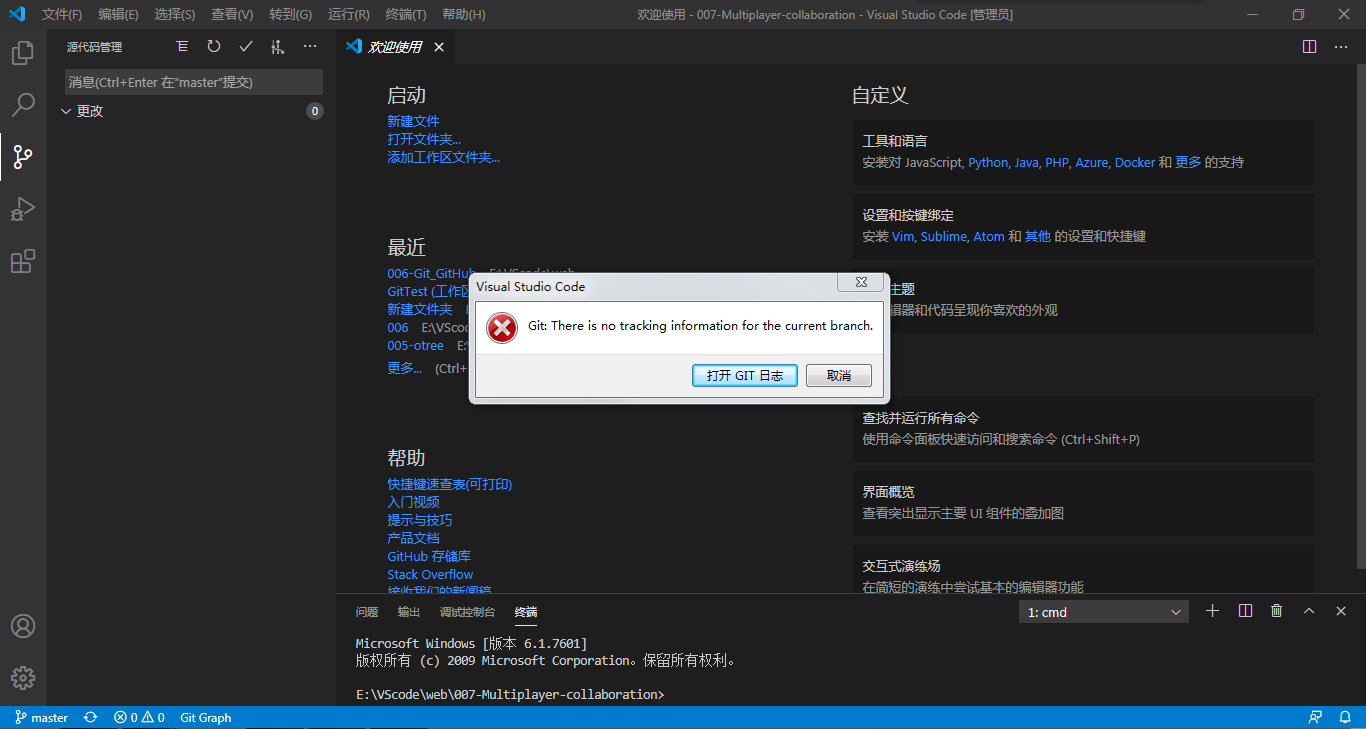 文件(F) 编辑(E) 选择(S) 查看(V) 转到(G) 运行(R) 终端(T) 帮助(H) 欢迎使用 - 007-Multiplayer-collaboration - Visual Studio Code [管理员]
源代码管理
欢迎使用
消息(Ctrl+Enter 在"master"提交)
更改 0
启动
新建文件
打开文件夹...
添加工作区文件夹...
最近
006-Git_GitHub E:\VScode\web
GitTest (工作区
新建文件夹
006 E:\VScod
005-otree E:\
更多... (Ctrl+
帮助
快捷键速查表(可打印)
入门视频
提示与技巧
产品文档
GitHub 存储库
Stack Overflow
接收我们的新闻稿
自定义
工具和语言
安装对 JavaScript, Python, Java, PHP, Azure, Docker 和 更多 的支持
设置和按键绑定
安装 Vim, Sublime, Atom 和 其他 的设置和快捷键
主题
辑器和代码呈现你喜欢的外观
查找并运行所有命令
使用命令面板快速访问和搜索命令 (Ctrl+Shift+P)
界面概览
查看突出显示主要 UI 组件的叠加图
交互式演练场
在简短的演练中尝试基本的编辑器功能
Visual Studio Code
Git: There is no tracking information for the current branch.
打开 GIT 日志 取消
问题 输出 调试控制台 终端 1: cmd
Microsoft Windows [版本 6.1.7601]
版权所有 (c) 2009 Microsoft Corporation。保留所有权利。
E:\VScode\web\007-Multiplayer-collaboration>
master 0 0 Git Graph